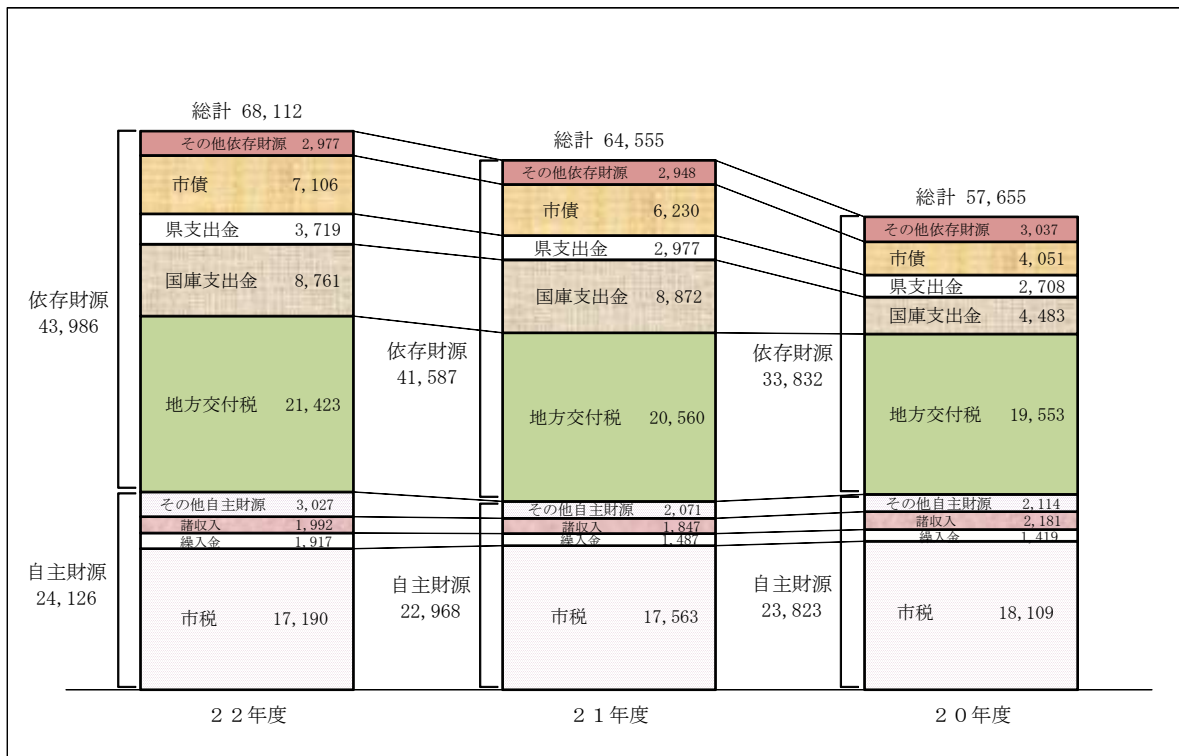 総計 68,112
その他依存財源 2,977
市債 7,106
県支出金 3,719
国庫支出金 8,761
依存財源
43,986
地方交付税 21,423
その他自主財源 3,027
諸収入 1,992
繰入金 1,917
自主財源
24,126
市税 17,190
22年度
総計 64,555
その他依存財源 2,948
市債 6,230
県支出金 2,977
国庫支出金 8,872
依存財源
41,587
地方交付税 20,560
その他自主財源 2,071
諸収入 1,847
繰入金 1,487
自主財源
22,968
市税 17,563
21年度
総計 57,655
その他依存財源 3,037
市債 4,051
県支出金 2,708
国庫支出金 4,483
依存財源
33,832
地方交付税 19,553
その他自主財源 2,114
諸収入 2,181
繰入金 1,419
自主財源
23,823
市税 18,109
20年度